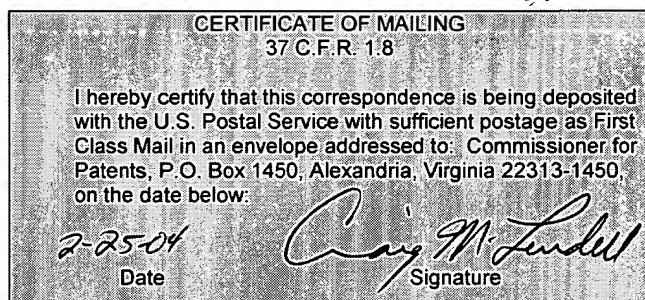 CERTIFICATE OF MAILING
37 C.F.R. 1.8
I hereby certify that this correspondence is being deposited
with the U.S. Postal Service with sufficient postage as First
Class Mail in an envelope addressed to: Commissioner for
Patents, P.O. Box 1450, Alexandria, Virginia 22313-1450,
on the date below:
2-25-04 Craig M. Lundell
Date Signature